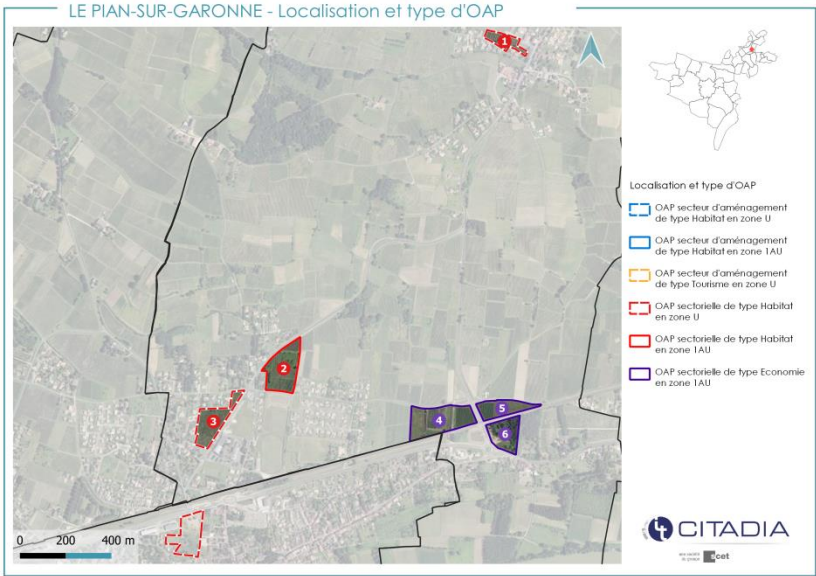 LE PIAN-SUR-GARONNE - Localisation et type d'OAP
1
2
3
4
5
6
0 200 400 m
Localisation et type d'OAP
OAP secteur d'aménagement
de type Habitat en zone U
OAP secteur d'aménagement
de type Habitat en zone 1AU
OAP secteur d'aménagement
de type Tourisme en zone U
OAP sectorielle de type Habitat
en zone U
OAP sectorielle de type Habitat
en zone 1AU
OAP sectorielle de type Economie
en zone 1AU
CITADIA
scet